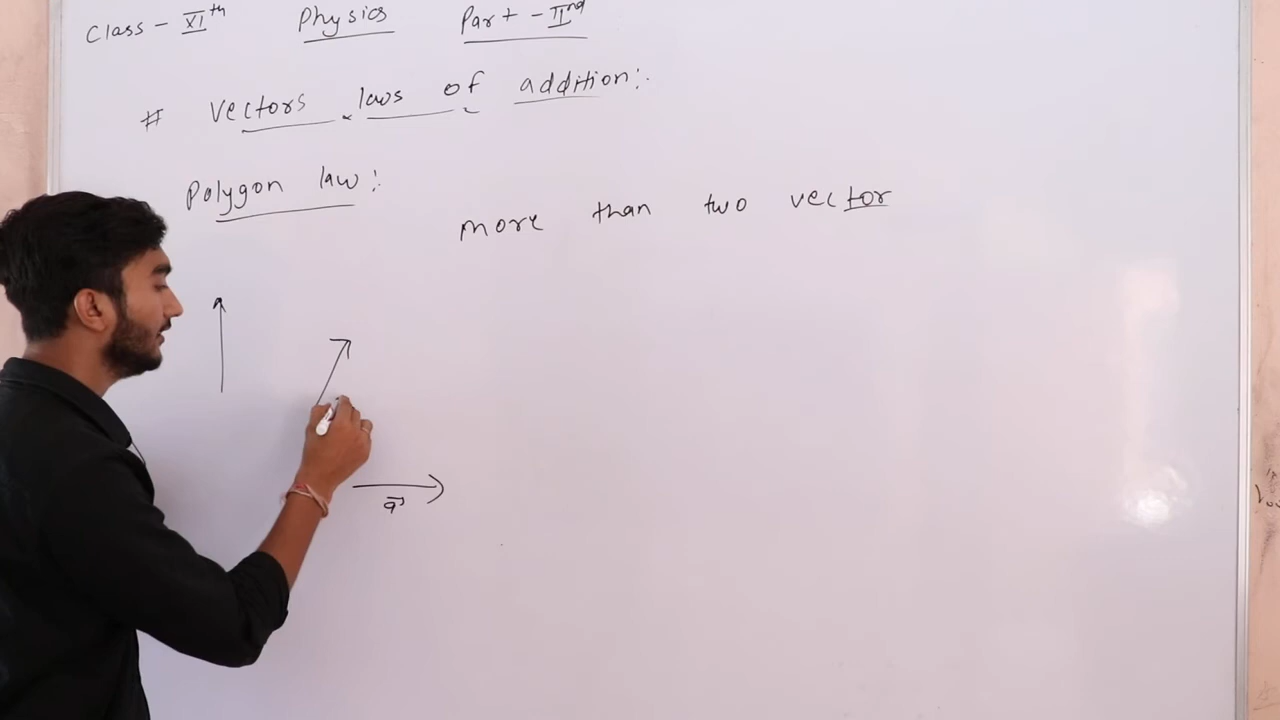 Class - XIth Physics Part - IInd
# Vectors laws of addition:
Polygon law:
more than two vector
a⃗